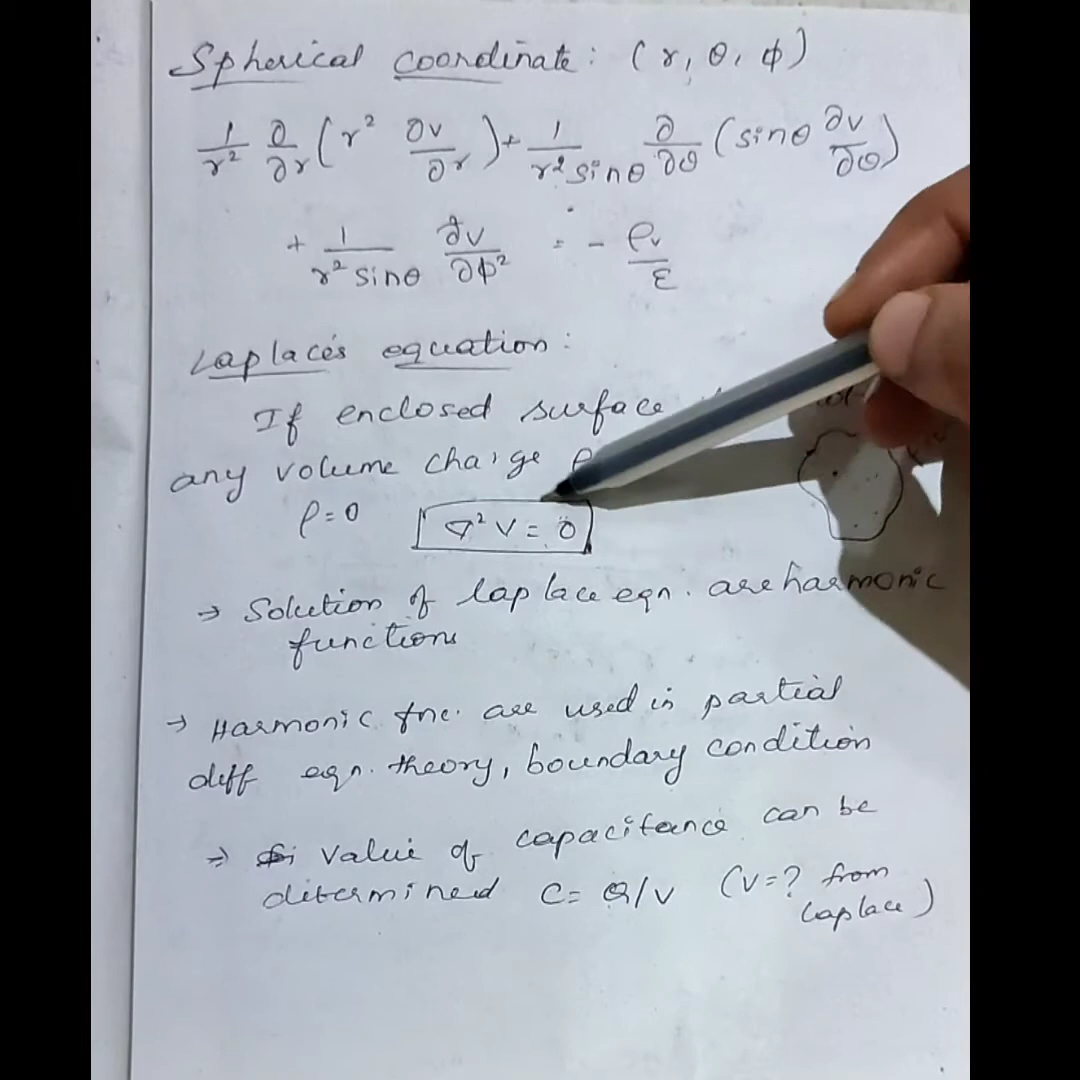 Spherical coordinate: (r, θ, ϕ)
1/r² ∂/∂r (r² ∂v/∂r) + 1/r² sinθ ∂/∂θ (sinθ ∂v/∂θ)
+ 1/r² sinθ ∂²v/∂ϕ² = - ρv/ε
Laplace's equation:
If enclosed surface
any volume charge
ρ=0 ∇² V = 0
→ Solution of laplace eqn. are harmonic
functions
→ Harmonic fnc. are used in partial
diff eqn. theory, boundary condition
→ Value of capacitance can be
determined C = Q/V (V=? from
laplace)